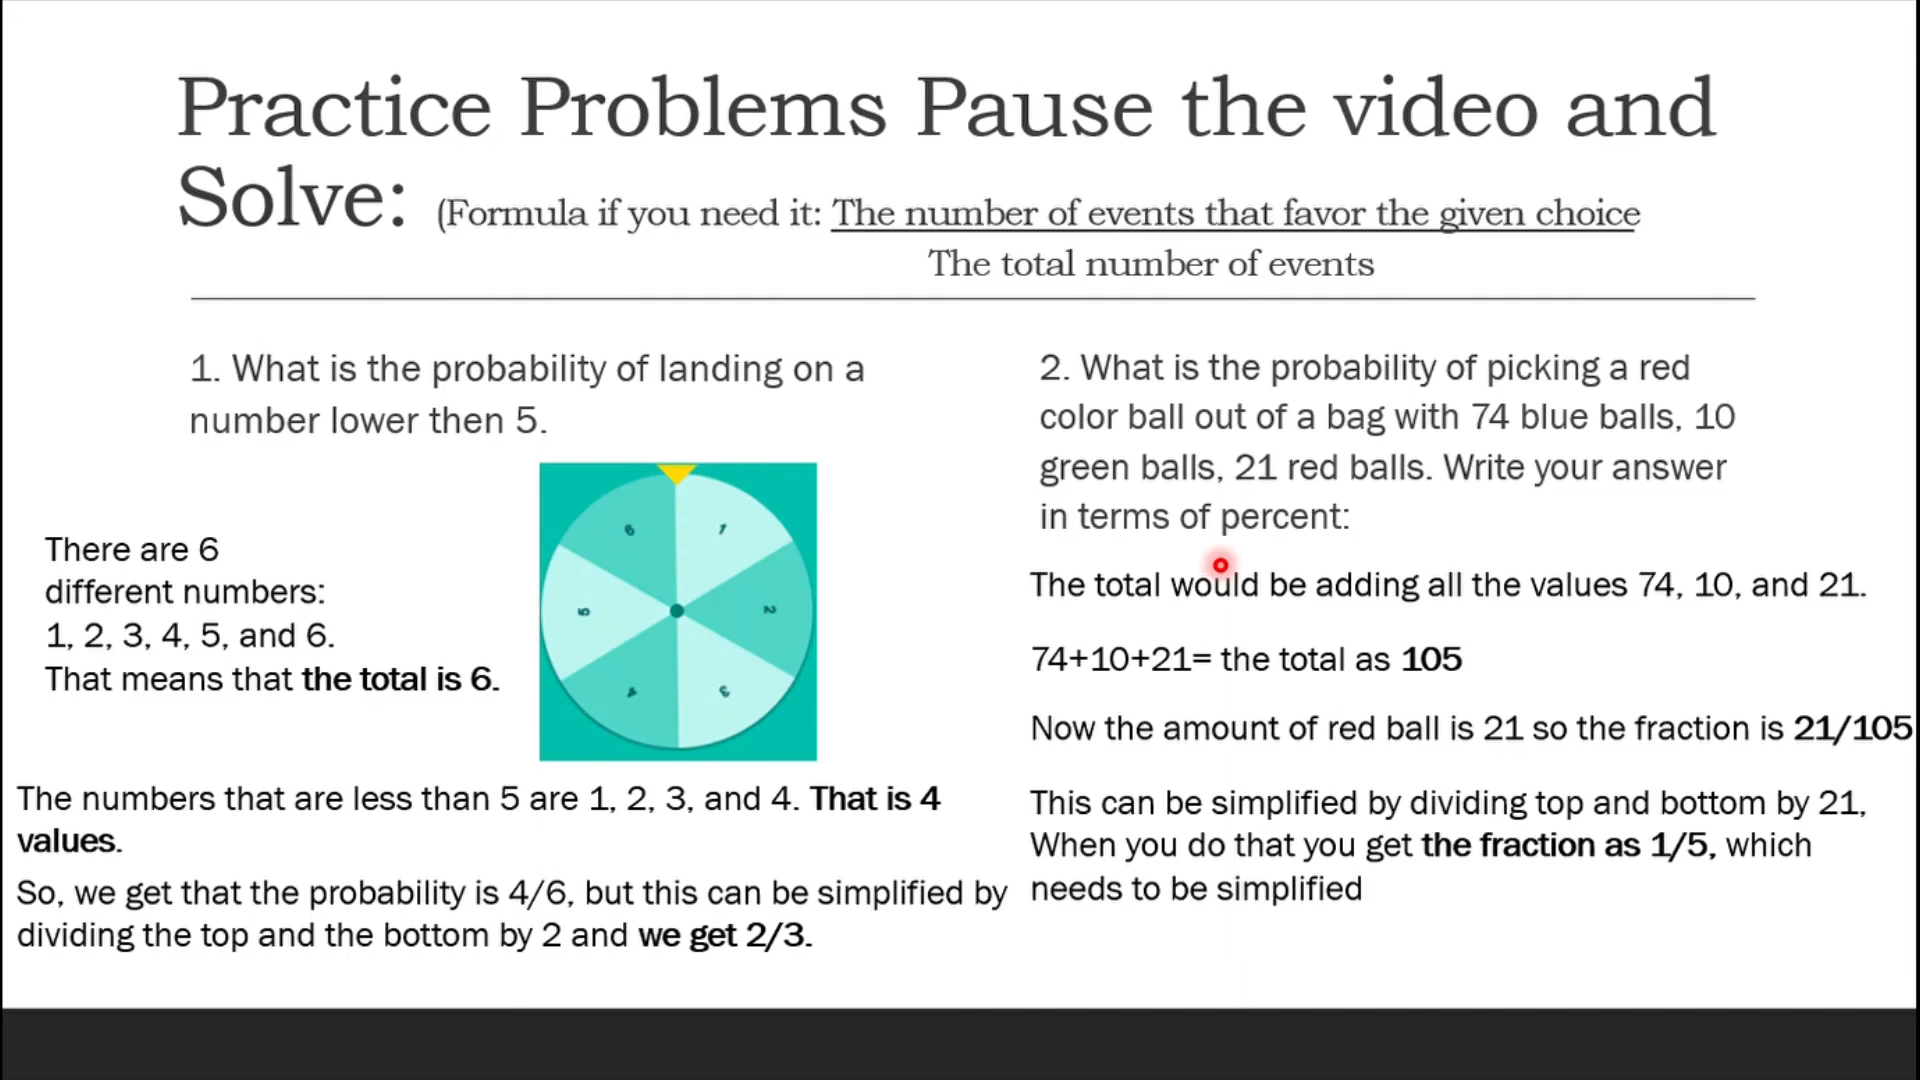 Practice Problems Pause the video and
Solve: (Formula if you need it: The number of events that favor the given choice
The total number of events
1. What is the probability of landing on a
number lower then 5.
There are 6
different numbers:
1, 2, 3, 4, 5, and 6.
That means that the total is 6.
6
1
5
2
4
3
The numbers that are less than 5 are 1, 2, 3, and 4. That is 4
values.
So, we get that the probability is 4/6, but this can be simplified by
dividing the top and the bottom by 2 and we get 2/3.
2. What is the probability of picking a red
color ball out of a bag with 74 blue balls, 10
green balls, 21 red balls. Write your answer
in terms of percent:
The total would be adding all the values 74, 10, and 21.
74+10+21= the total as 105
Now the amount of red ball is 21 so the fraction is 21/105
This can be simplified by dividing top and bottom by 21,
When you do that you get the fraction as 1/5, which
needs to be simplified